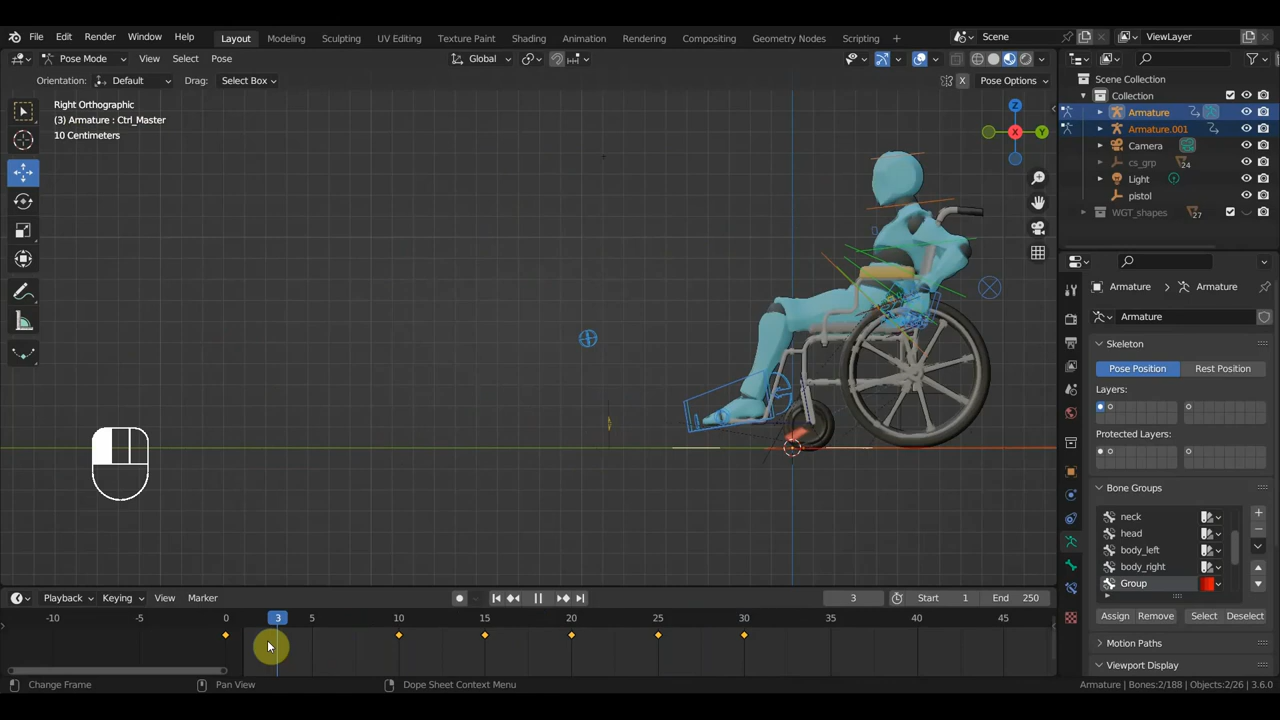 File Edit Render Window Help Layout Modeling Sculpting UV Editing Texture Paint Shading Animation Rendering Compositing Geometry Nodes Scripting + Scene ViewLayer
Pose Mode View Select Pose Global
Orientation: Default Drag: Select Box X Pose Options
Right Orthographic
(3) Armature : Ctrl_Master
10 Centimeters
Z
Y
X
Scene Collection
Collection
Armature
Armature.001
Camera
cs_grp 24
Light
pistol
WGT_shapes 27
Armature > Armature
Armature
Skeleton
Pose Position Rest Position
Layers:
Protected Layers:
Bone Groups
neck
head
body_left
body_right
Group
Assign Remove Select Deselect
Motion Paths
Viewport Display
Playback Keying View Marker 3 Start 1 End 250
-10 -5 0 3 5 10 15 20 25 30 35 40 45
Change Frame Pan View Dope Sheet Context Menu Armature | Bones:2/188 | Objects:2/26 | 3.6.0